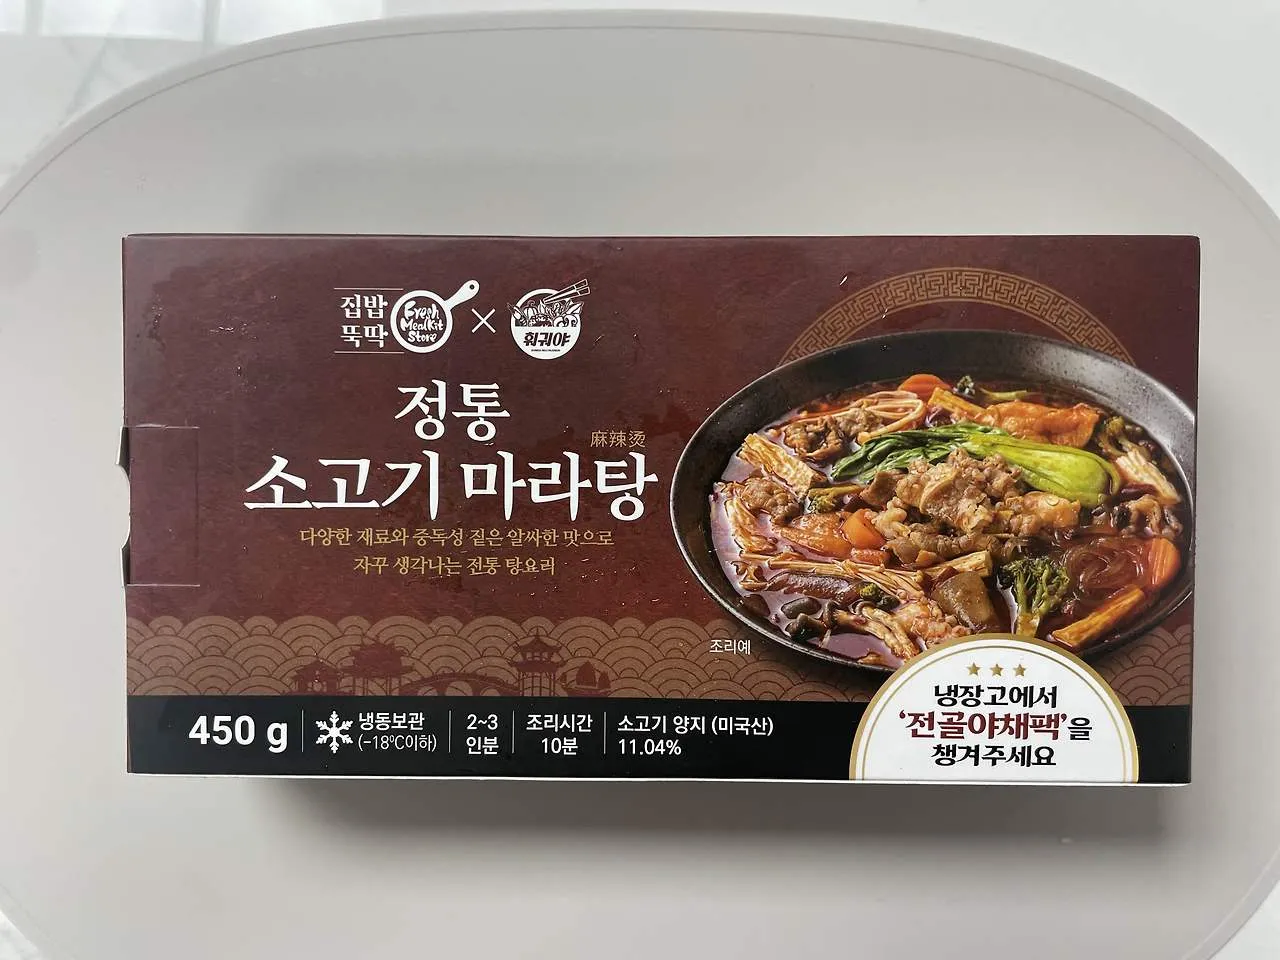 집밥
뚝딱
Fresh
MealKit
Store
×
훠궈야
정통
麻辣烫
소고기 마라탕
다양한 재료와 중독성 짙은 알싸한 맛으로
자꾸 생각나는 전통 탕요리
조리예
450 g
냉동보관
(-18℃이하)
2~3
인분
조리시간
10분
소고기 양지 (미국산)
11.04%
냉장고에서
‘전골야채팩’을
챙겨주세요